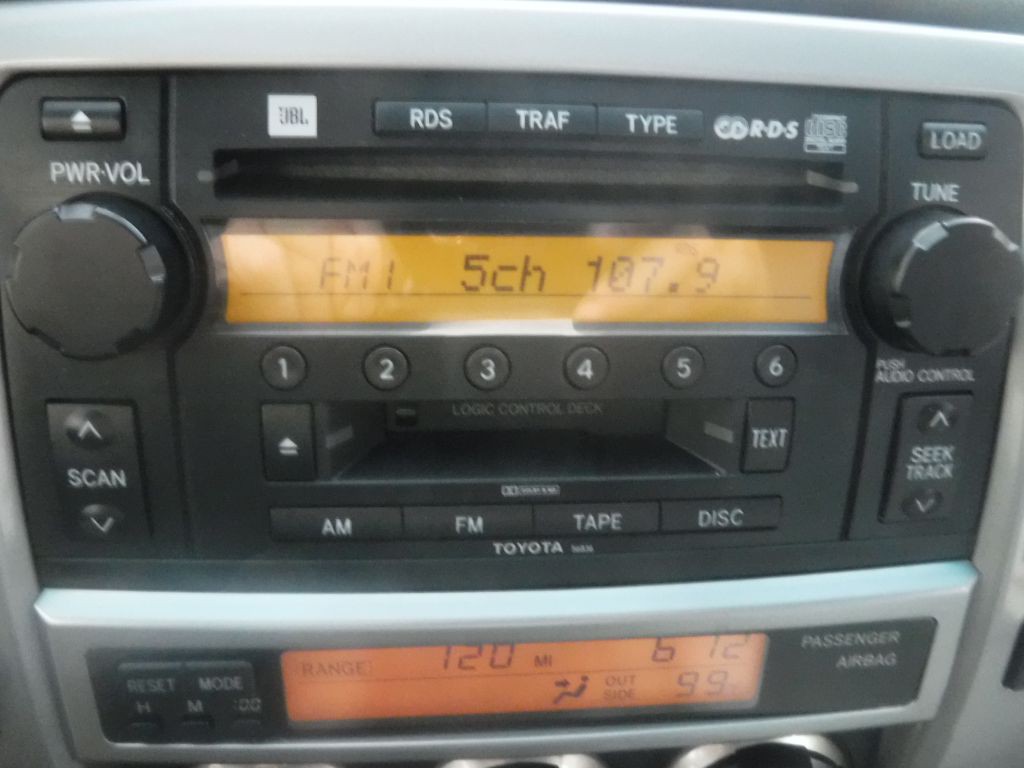 JBL
RDS TRAF TYPE R·D·S
LOAD
PWR·VOL
TUNE
FM1 5ch 107.9
1 2 3 4 5 6
PUSH
AUDIO CONTROL
LOGIC CONTROL DECK
SCAN
TEXT
SEEK
TRACK
AM FM TAPE DISC
TOYOTA
RANGE 120 MI 6 12
OUT
SIDE 99
PASSENGER
AIRBAG
RESET MODE
H M :00